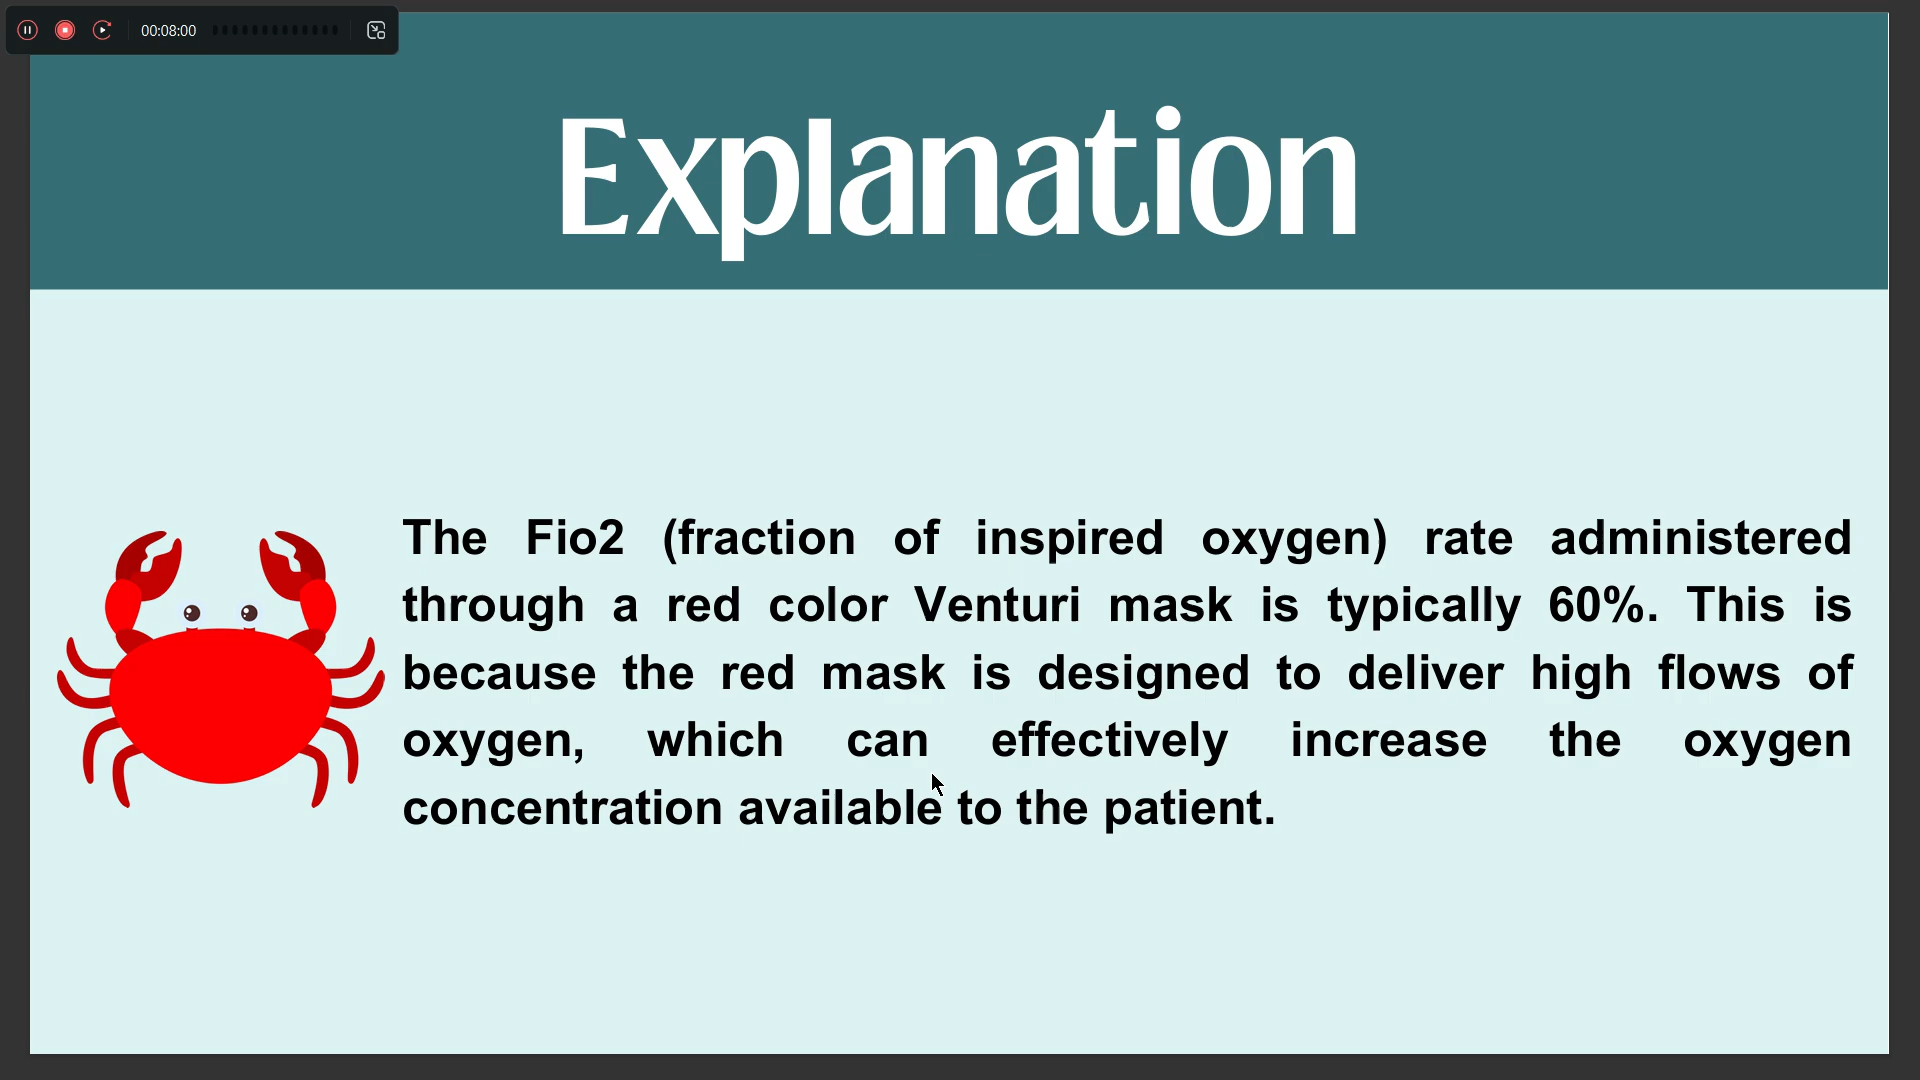 00:08:00
Explanation
The Fio2 (fraction of inspired oxygen) rate administered
through a red color Venturi mask is typically 60%. This is
because the red mask is designed to deliver high flows of
oxygen, which can effectively increase the oxygen
concentration available to the patient.